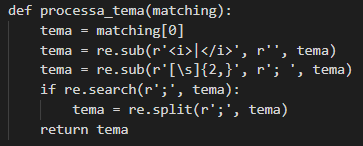 def processa_tema(matching):
    tema = matching[0]
    tema = re.sub(r'<i>|</i>', r'', tema)
    tema = re.sub(r'[\s]{2,}', r'; ', tema)
    if re.search(r';', tema):
        tema = re.split(r';', tema)
    return tema